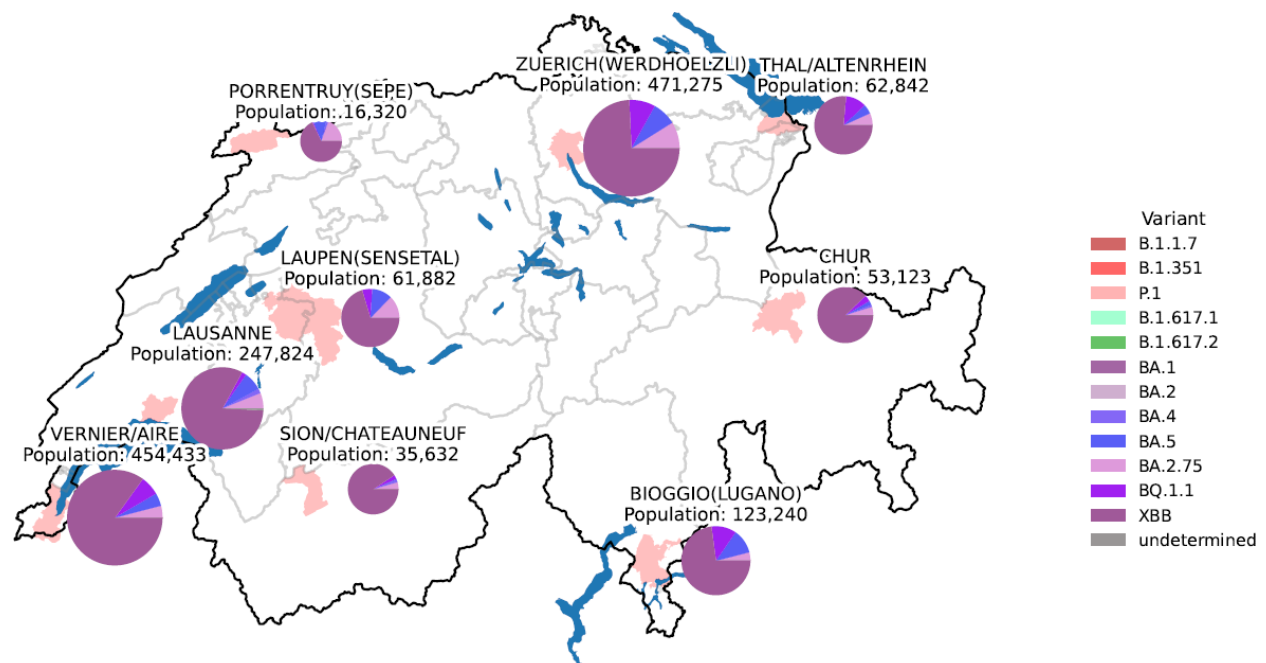 ZUERICH(WERDHOELZLI)
Population: 471,275
THAL/ALTENRHEIN
Population: 62,842
PORRENTRUY(SEPE)
Population: 16,320
LAUPEN(SENSETAL)
Population: 61,882
CHUR
Population: 53,123
LAUSANNE
Population: 247,824
VERNIER/AIRE
Population: 454,433
SION/CHATEAUNEUF
Population: 35,632
BIOGGIO(LUGANO)
Population: 123,240
Variant
B.1.1.7
B.1.351
P.1
B.1.617.1
B.1.617.2
BA.1
BA.2
BA.4
BA.5
BA.2.75
BQ.1.1
XBB
undetermined